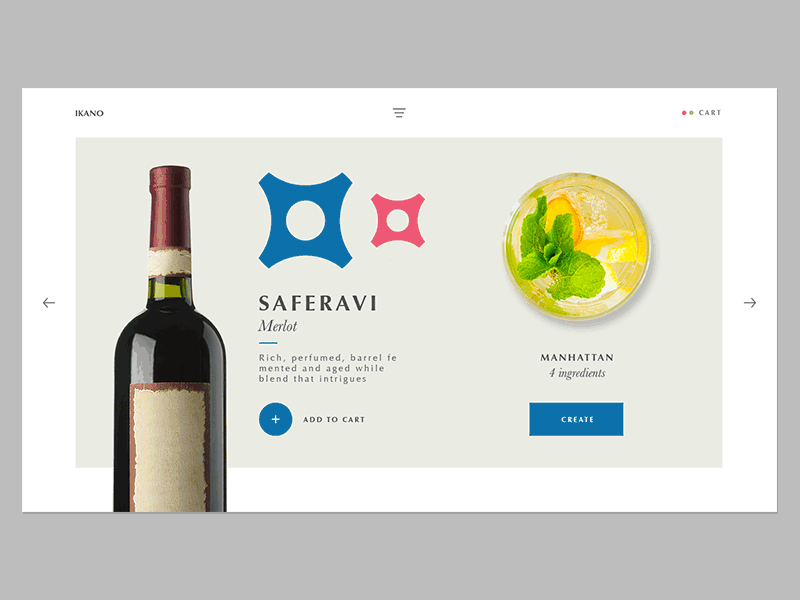 IKANO
CART
SAFERAVI
Merlot
Rich, perfumed, barrel fe
mented and aged while
blend that intrigues
+ ADD TO CART
MANHATTAN
4 ingredients
CREATE